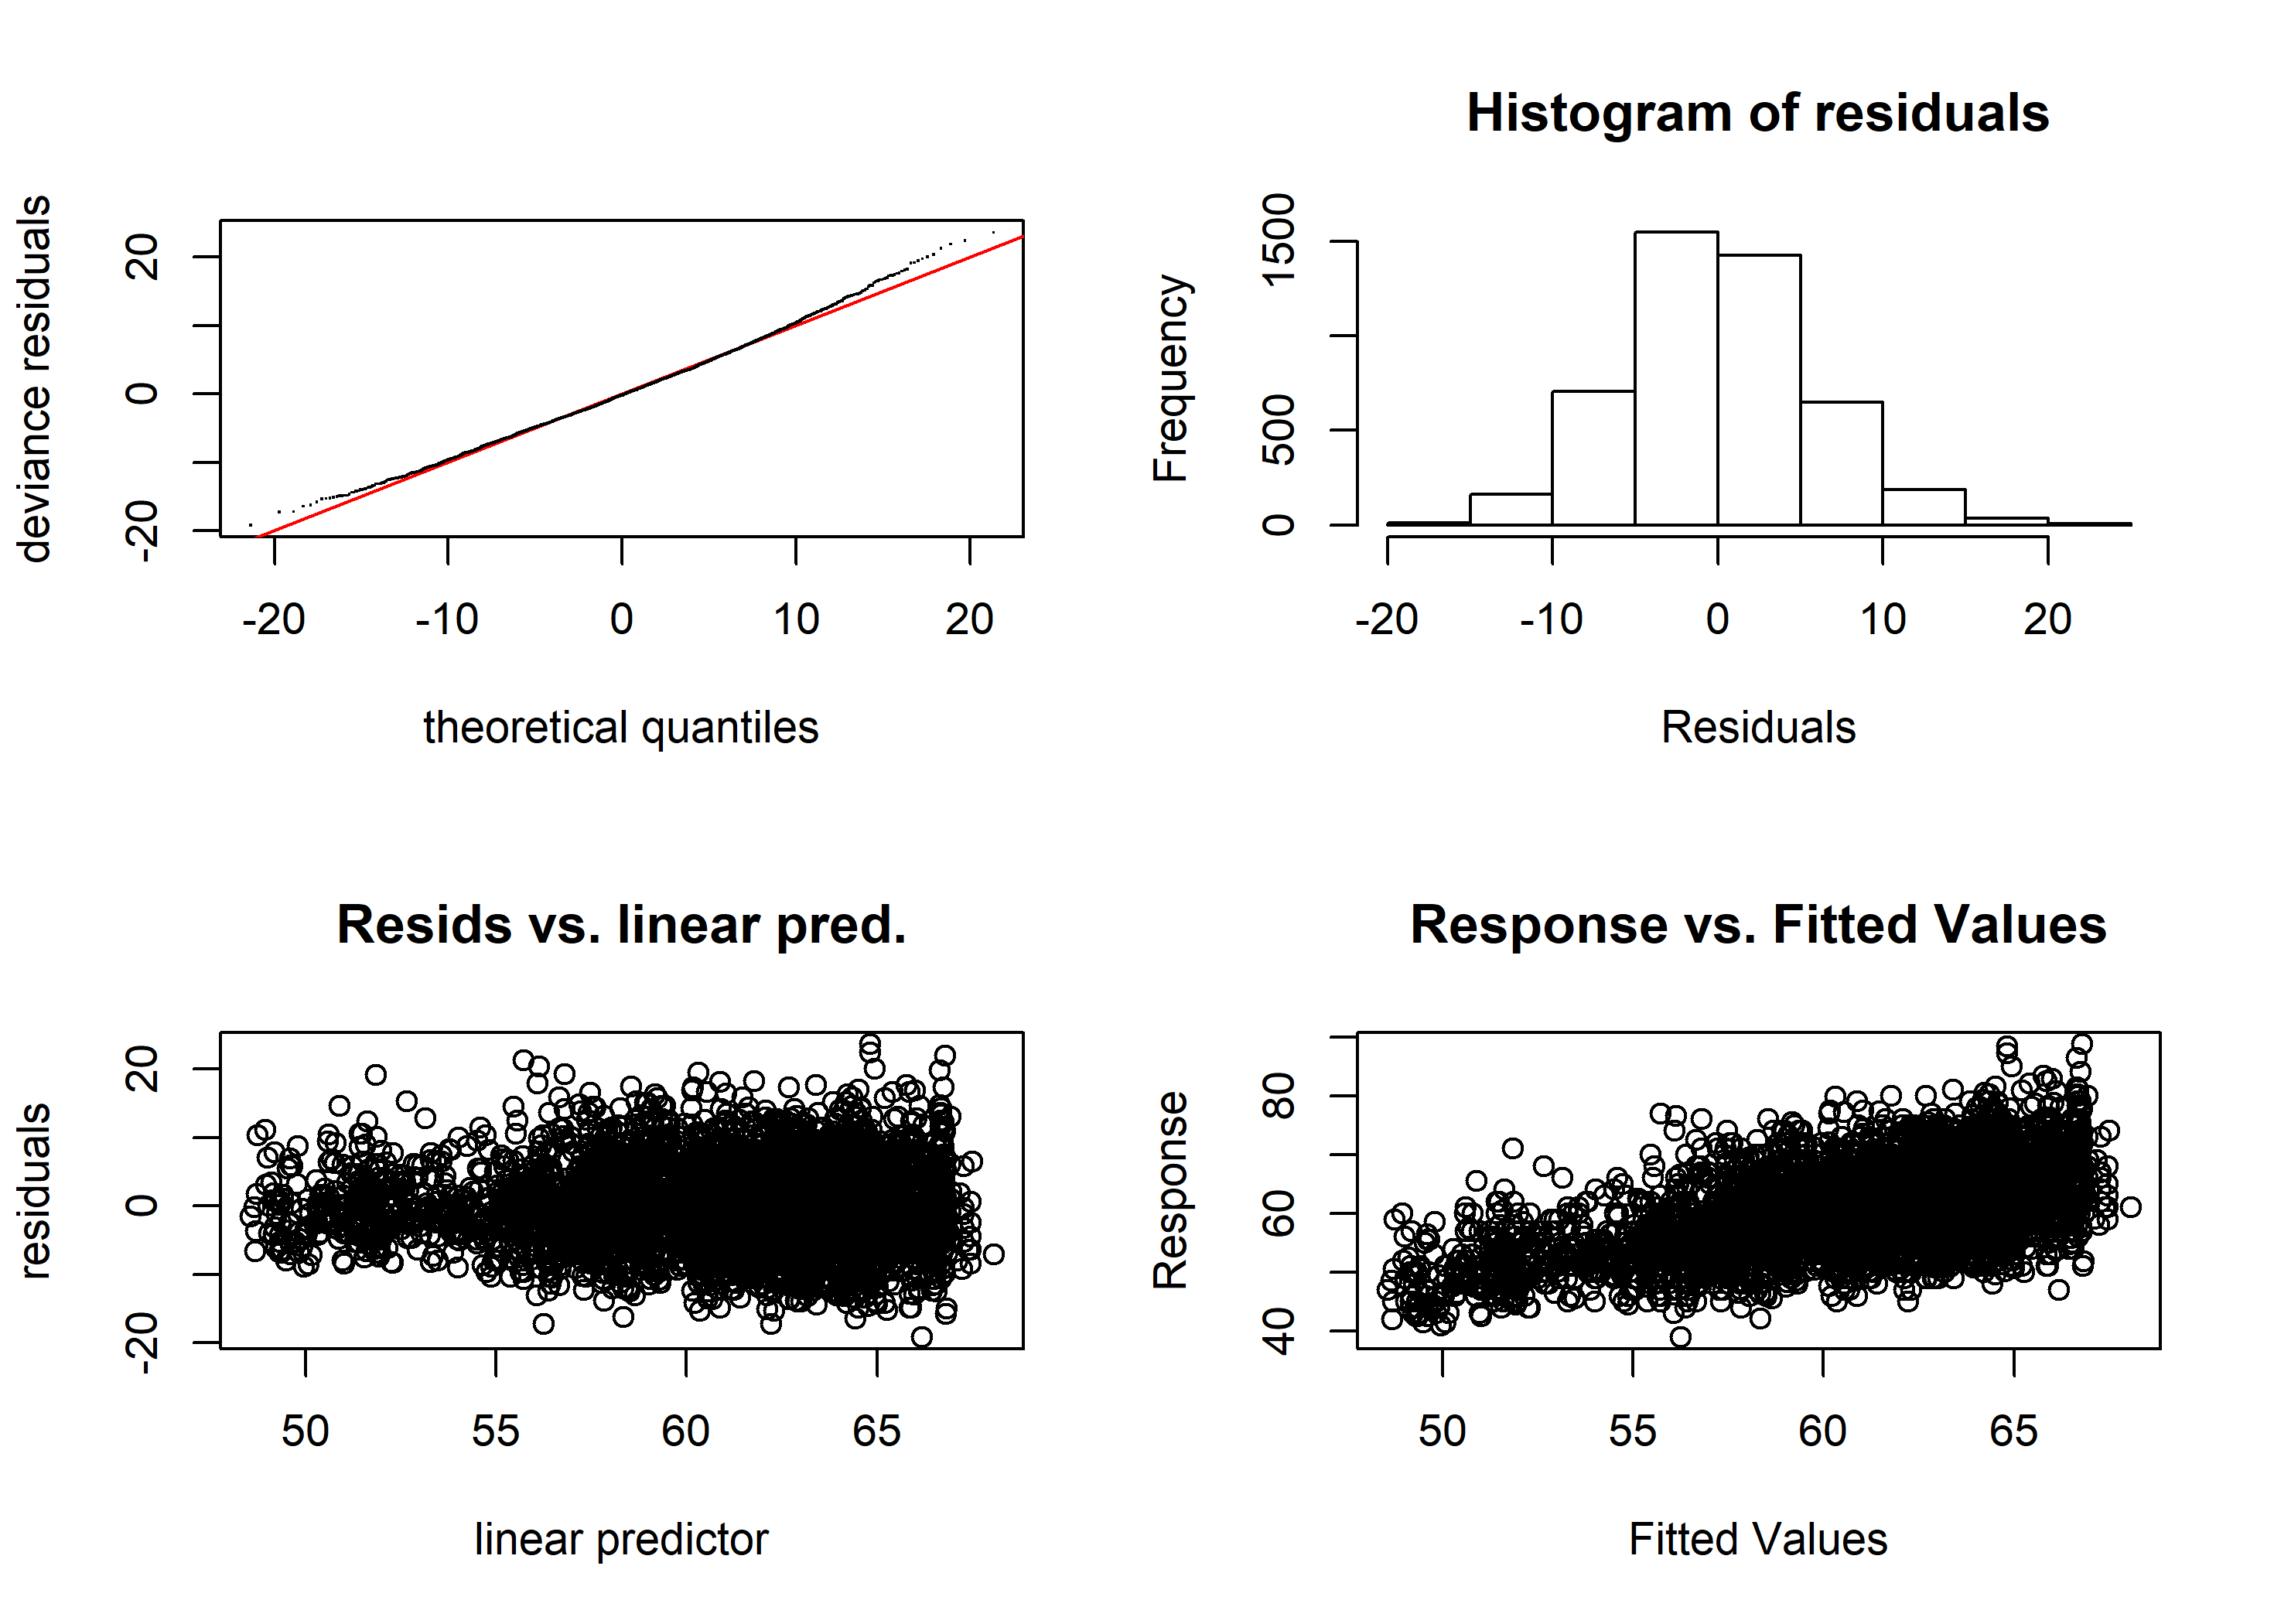 deviance residuals
20
0
-20
-20 -10 0 10 20
theoretical quantiles
Histogram of residuals
Frequency
1500
500
0
-20 -10 0 10 20
Residuals
Resids vs. linear pred.
residuals
20
0
-20
50 55 60 65
linear predictor
Response vs. Fitted Values
Response
80
60
40
50 55 60 65
Fitted Values